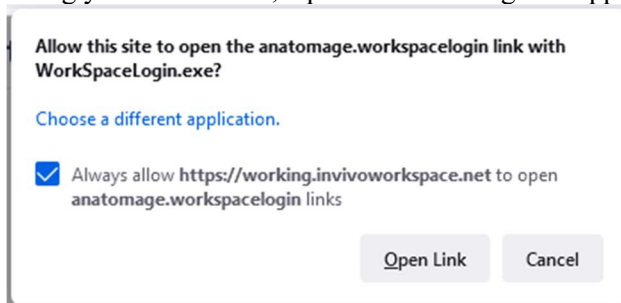 Allow this site to open the anatomage.workspacelogin link with
WorkSpaceLogin.exe?
Choose a different application.
Always allow https://working.invivoworkspace.net to open
anatomage.workspacelogin links
Open Link
Cancel